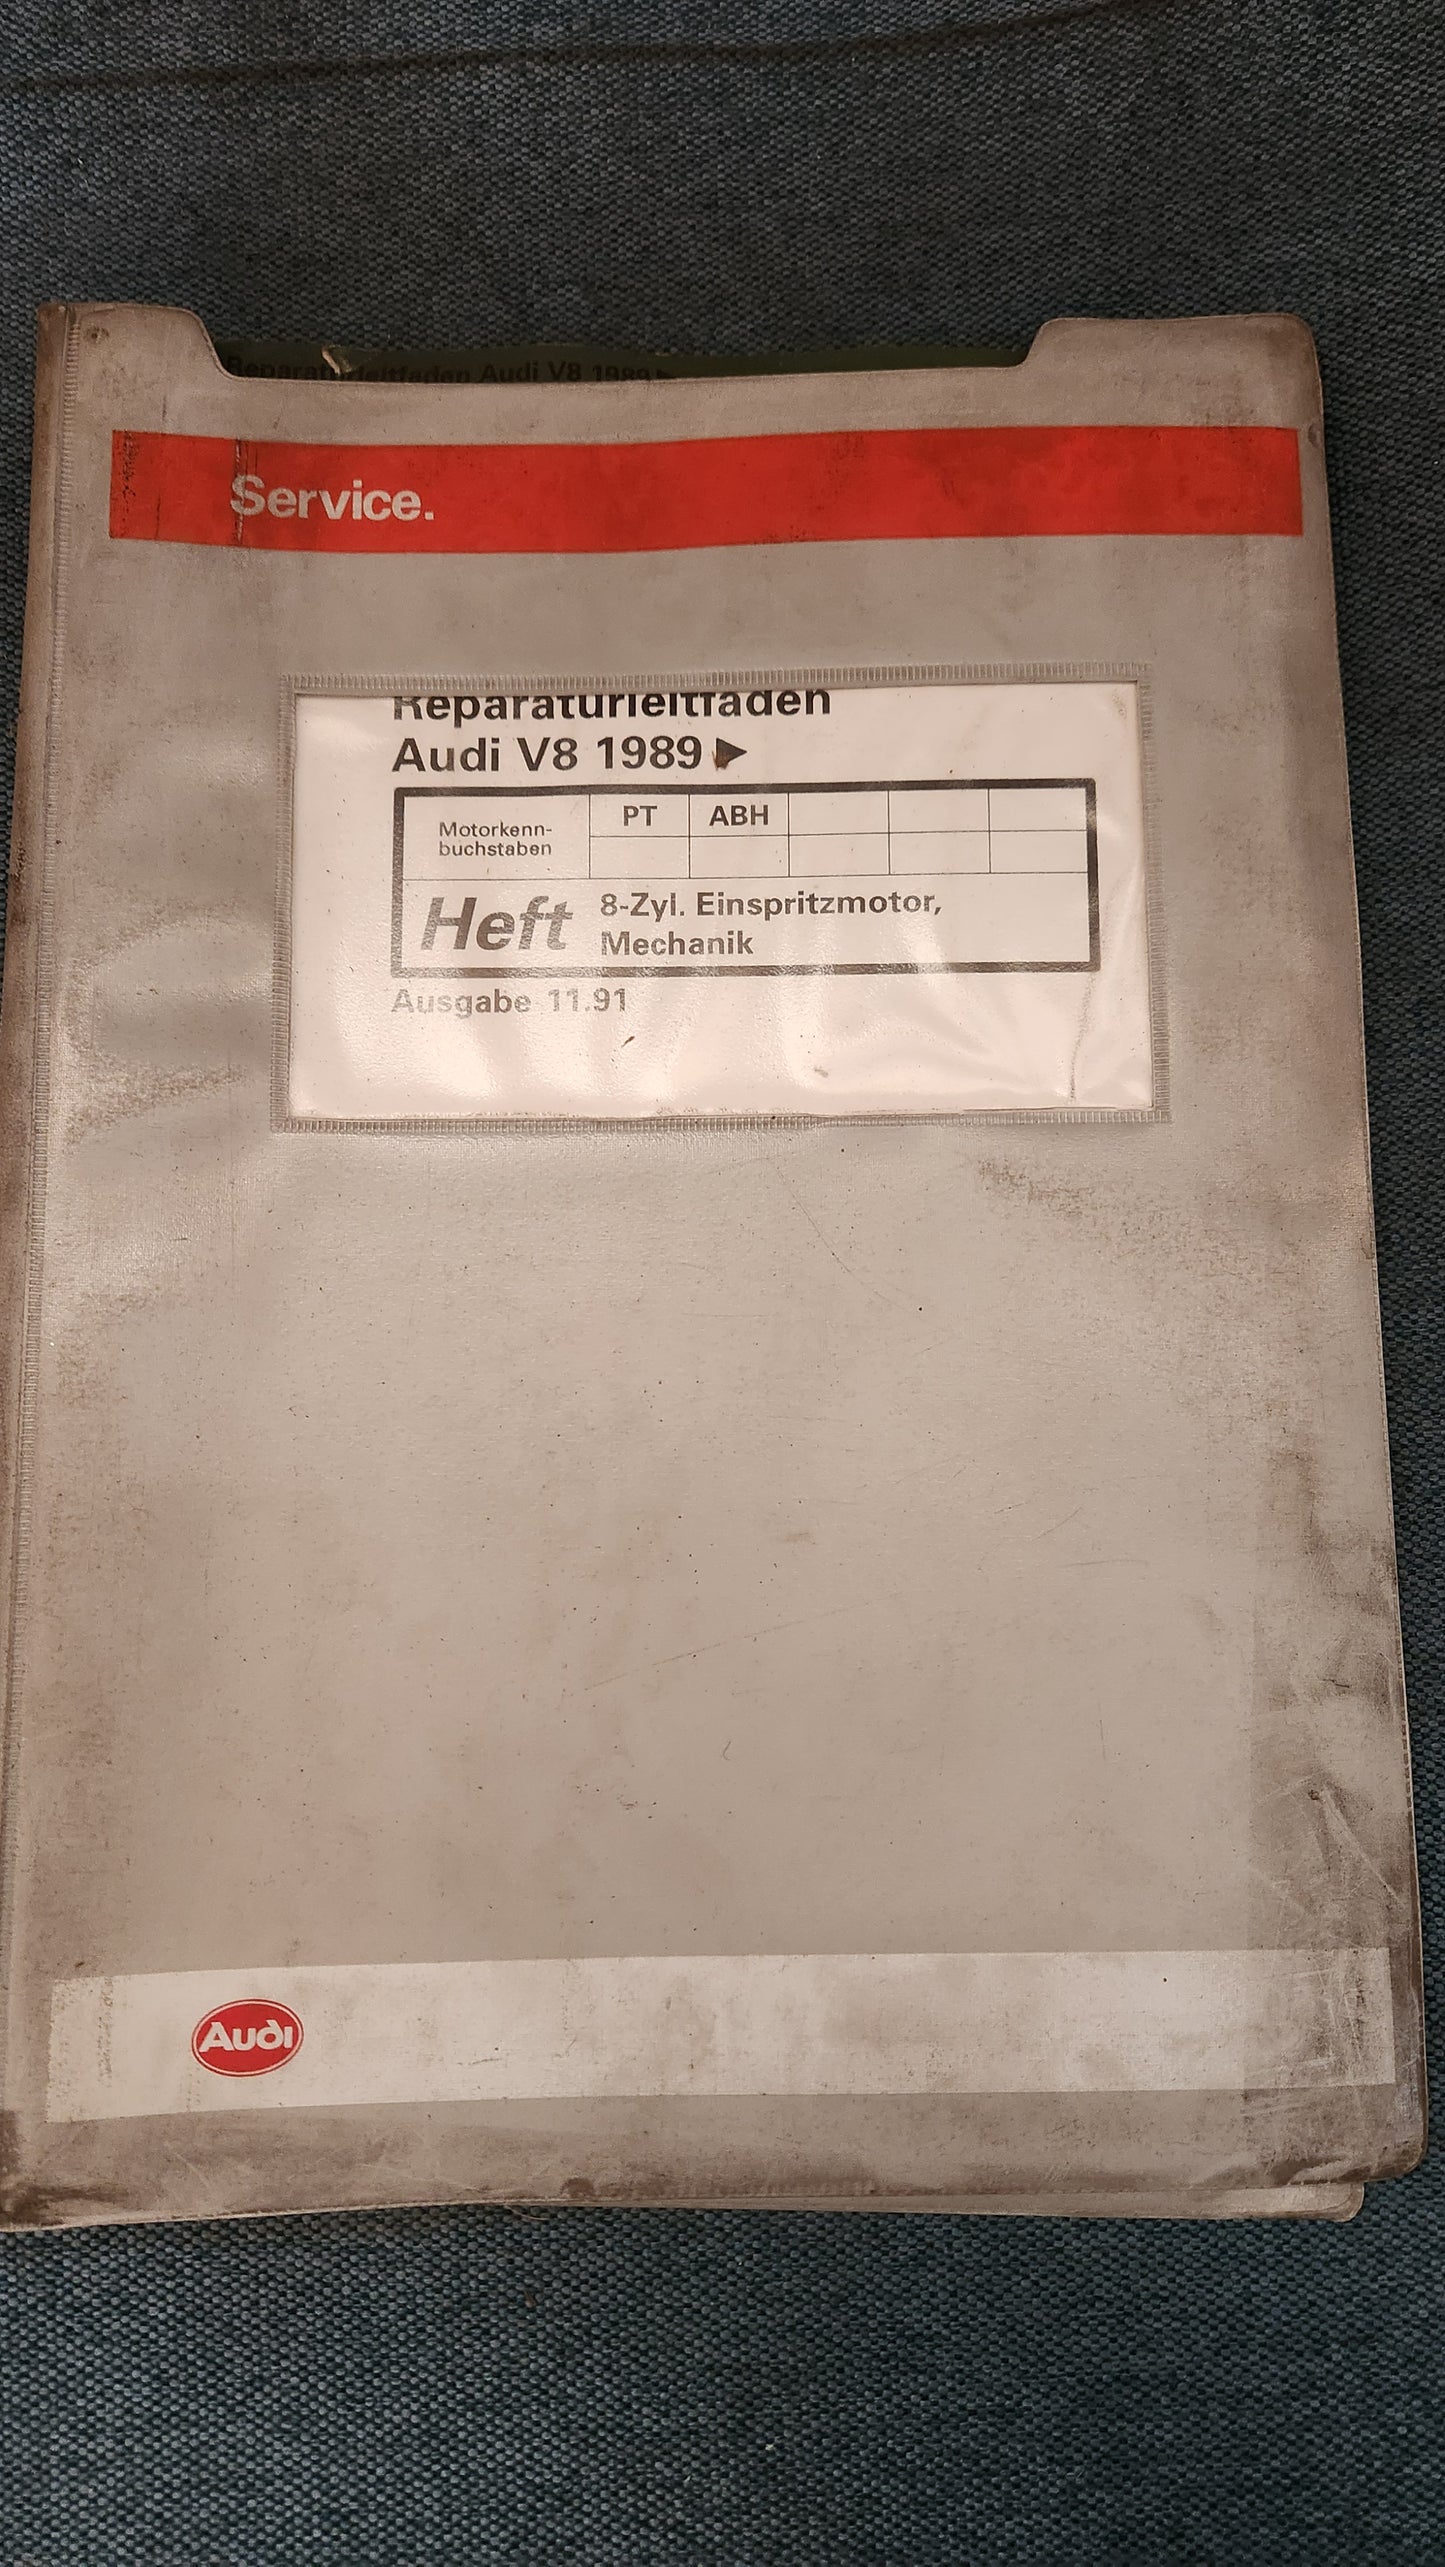 Reparaturleitfaden Audi V8 1989 ▶
Service.
Reparaturleitfaden
Audi V8 1989 ▶
Motorkenn-
buchstaben
PT ABH
Heft
8-Zyl. Einspritzmotor,
Mechanik
Ausgabe 11.91
Audi